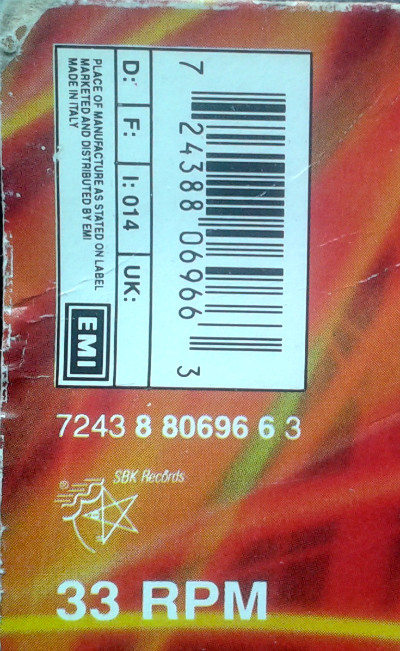 7 24388 06966 3
D: F: I: 014 UK:
PLACE OF MANUFACTURE AS STATED ON LABEL
MARKETED AND DISTRIBUTED BY EMI
MADE IN ITALY
EMI
7243 8 80696 6 3
® SBK Records
33 RPM